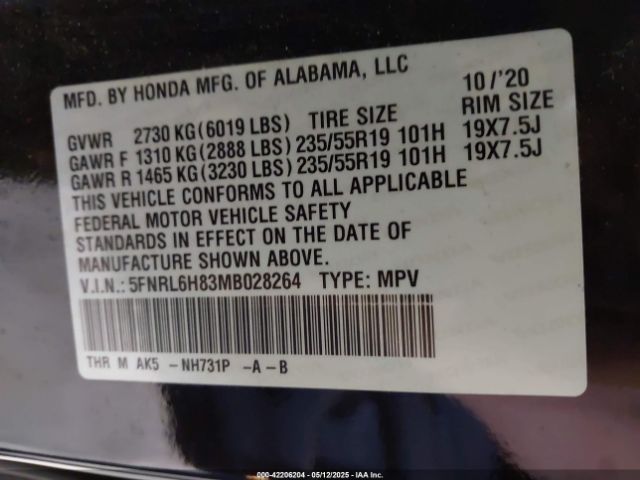 MFD. BY HONDA MFG. OF ALABAMA, LLC 10/'20
GVWR 2730 KG(6019 LBS) TIRE SIZE RIM SIZE
GAWR F 1310 KG(2888 LBS) 235/55R19 101H 19X7.5J
GAWR R 1465 KG(3230 LBS) 235/55R19 101H 19X7.5J
THIS VEHICLE CONFORMS TO ALL APPLICABLE
FEDERAL MOTOR VEHICLE SAFETY
STANDARDS IN EFFECT ON THE DATE OF
MANUFACTURE SHOWN ABOVE.
V.I.N.: 5FNRL6H83MB028264 TYPE: MPV
THR M AK5 -NH731P -A-B
000-42206204 - 05/12/2025 - IAA Inc.